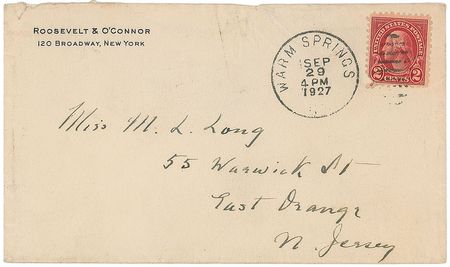 ROOSEVELT & O'CONNOR
120 BROADWAY, NEW YORK
WARM SPRINGS
SEP
29
4 PM
1927
UNITED STATES POSTAGE
2 CENTS 2
Miss M. L. Long
55 Warwick St
East Orange
N. Jersey